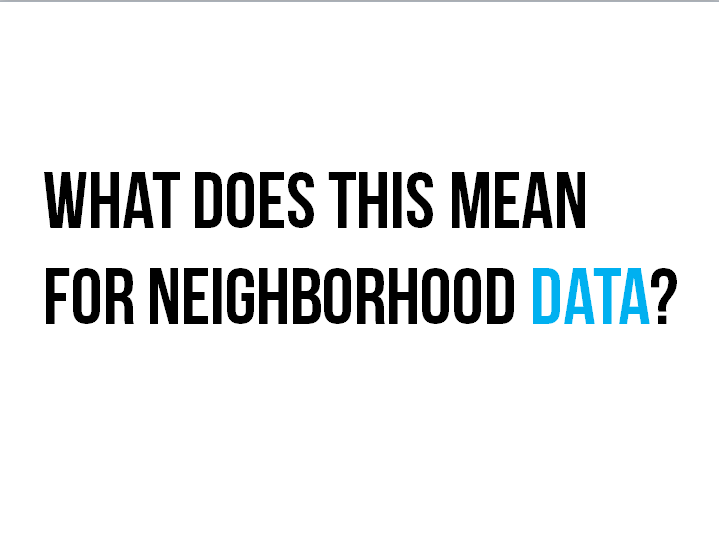 WHAT DOES THIS MEAN
FOR NEIGHBORHOOD DATA?